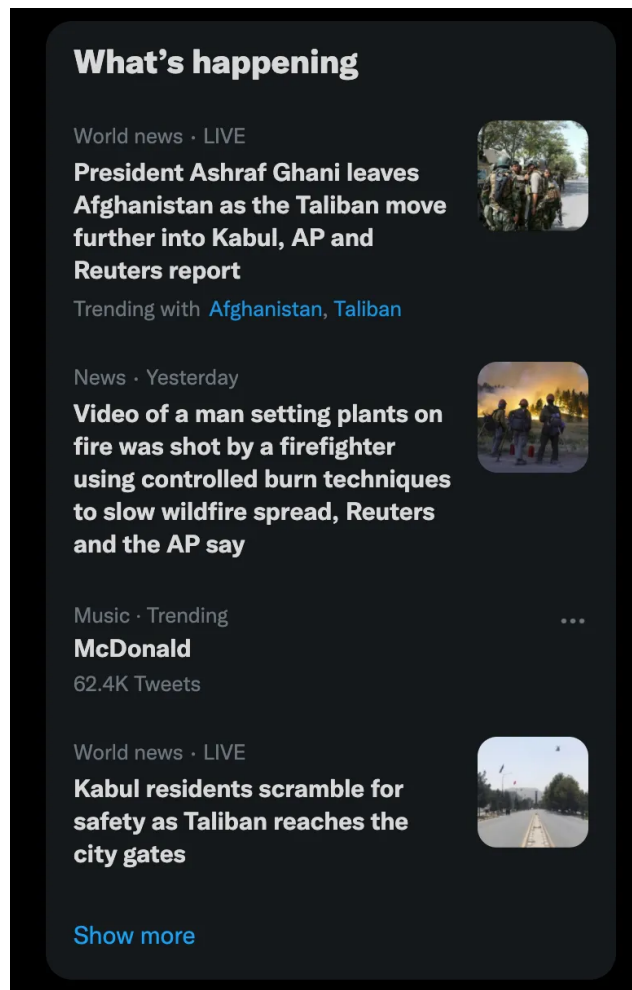 What’s happening
World news · LIVE
President Ashraf Ghani leaves
Afghanistan as the Taliban move
further into Kabul, AP and
Reuters report
Trending with Afghanistan, Taliban
News · Yesterday
Video of a man setting plants on
fire was shot by a firefighter
using controlled burn techniques
to slow wildfire spread, Reuters
and the AP say
Music · Trending
McDonald
62.4K Tweets
World news · LIVE
Kabul residents scramble for
safety as Taliban reaches the
city gates
Show more